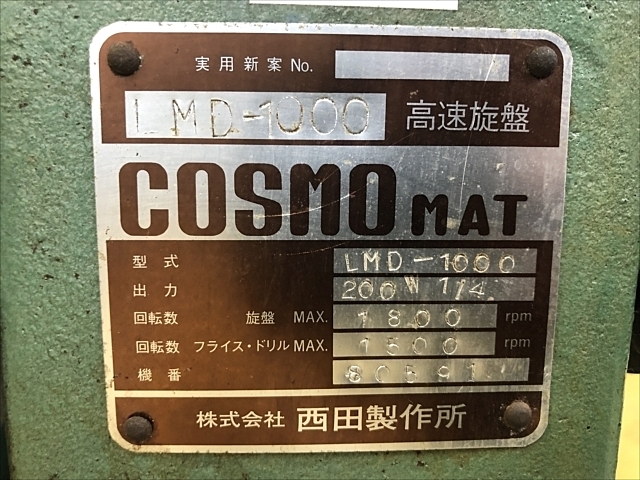 実用新案 No.
LMD-1000 高速旋盤
COSMO MAT
型式 LMD-1000
出力 200W 1/4
回転数 旋盤 MAX. 1800 rpm
回転数 フライス・ドリル MAX. 1500 rpm
機番
株式会社 西田製作所